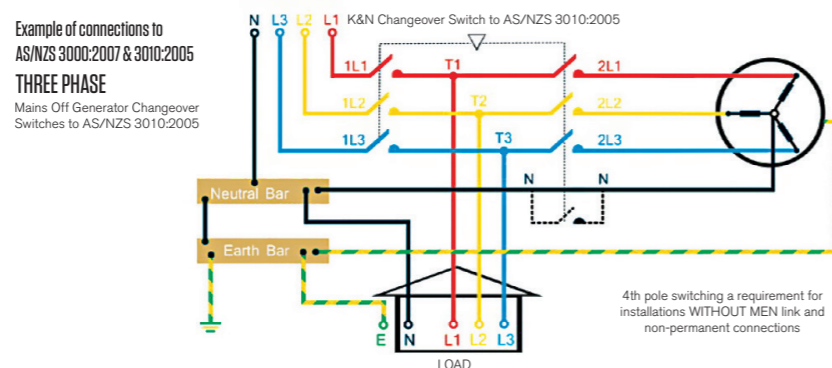 Example of connections to
AS/NZS 3000:2007 & 3010:2005
THREE PHASE
Mains Off Generator Changeover
Switches to AS/NZS 3010:2005
N L3 L2 L1
K&N Changeover Switch to AS/NZS 3010:2005
1L1 T1 2L1
1L2 T2 2L2
1L3 T3 2L3
N N
Neutral Bar
Earth Bar
4th pole switching a requirement for
installations WITHOUT MEN link and
non-permanent connections
E N L1 L2 L3
LOAD